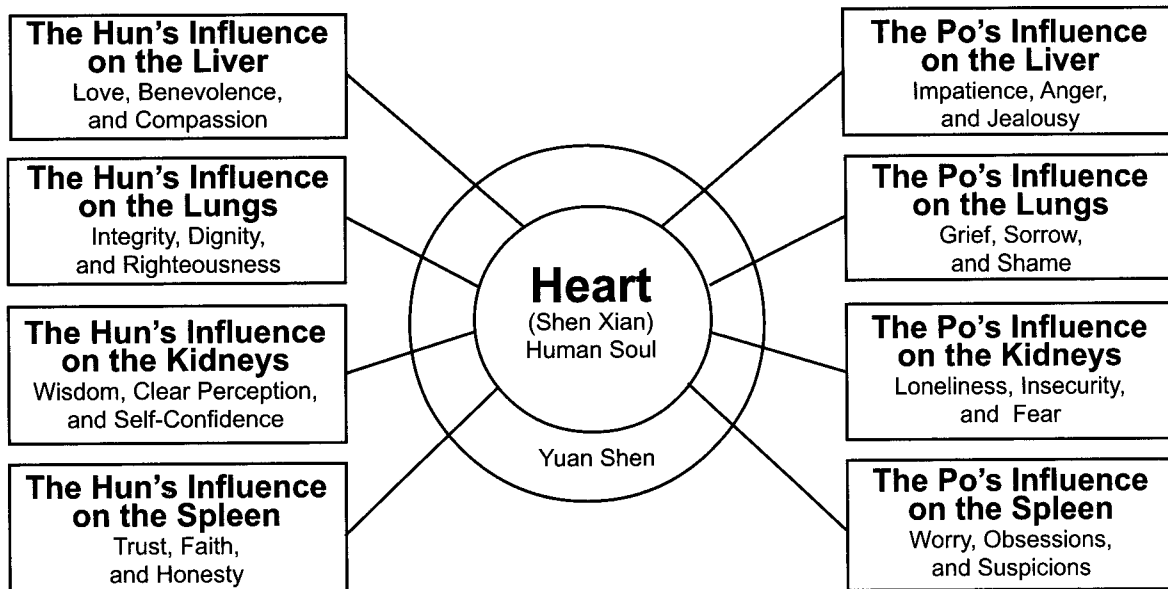 The Hun's Influence
on the Liver
Love, Benevolence,
and Compassion
The Hun's Influence
on the Lungs
Integrity, Dignity,
and Righteousness
The Hun's Influence
on the Kidneys
Wisdom, Clear Perception,
and Self-Confidence
The Hun's Influence
on the Spleen
Trust, Faith,
and Honesty
Heart
(Shen Xian)
Human Soul
Yuan Shen
The Po's Influence
on the Liver
Impatience, Anger,
and Jealousy
The Po's Influence
on the Lungs
Grief, Sorrow,
and Shame
The Po's Influence
on the Kidneys
Loneliness, Insecurity,
and Fear
The Po's Influence
on the Spleen
Worry, Obsessions,
and Suspicions